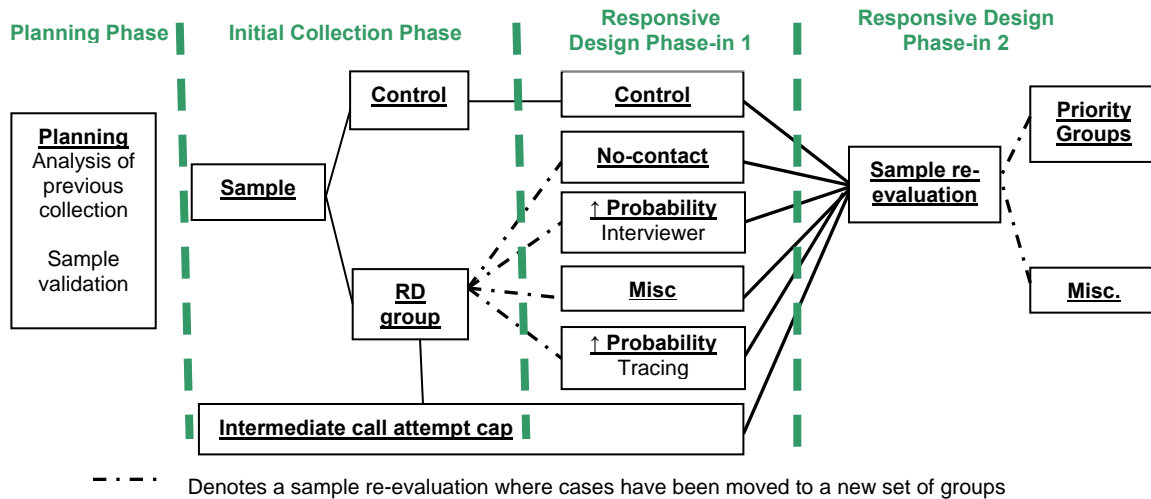 Planning Phase
Initial Collection Phase
Responsive
Design Phase-in 1
Responsive Design
Phase-in 2
Planning
Analysis of
previous
collection
Sample
validation
Sample
Control
RD
group
Intermediate call attempt cap
Control
No-contact
↑ Probability
Interviewer
Misc
↑ Probability
Tracing
Sample re-
evaluation
Priority
Groups
Misc.
Denotes a sample re-evaluation where cases have been moved to a new set of groups